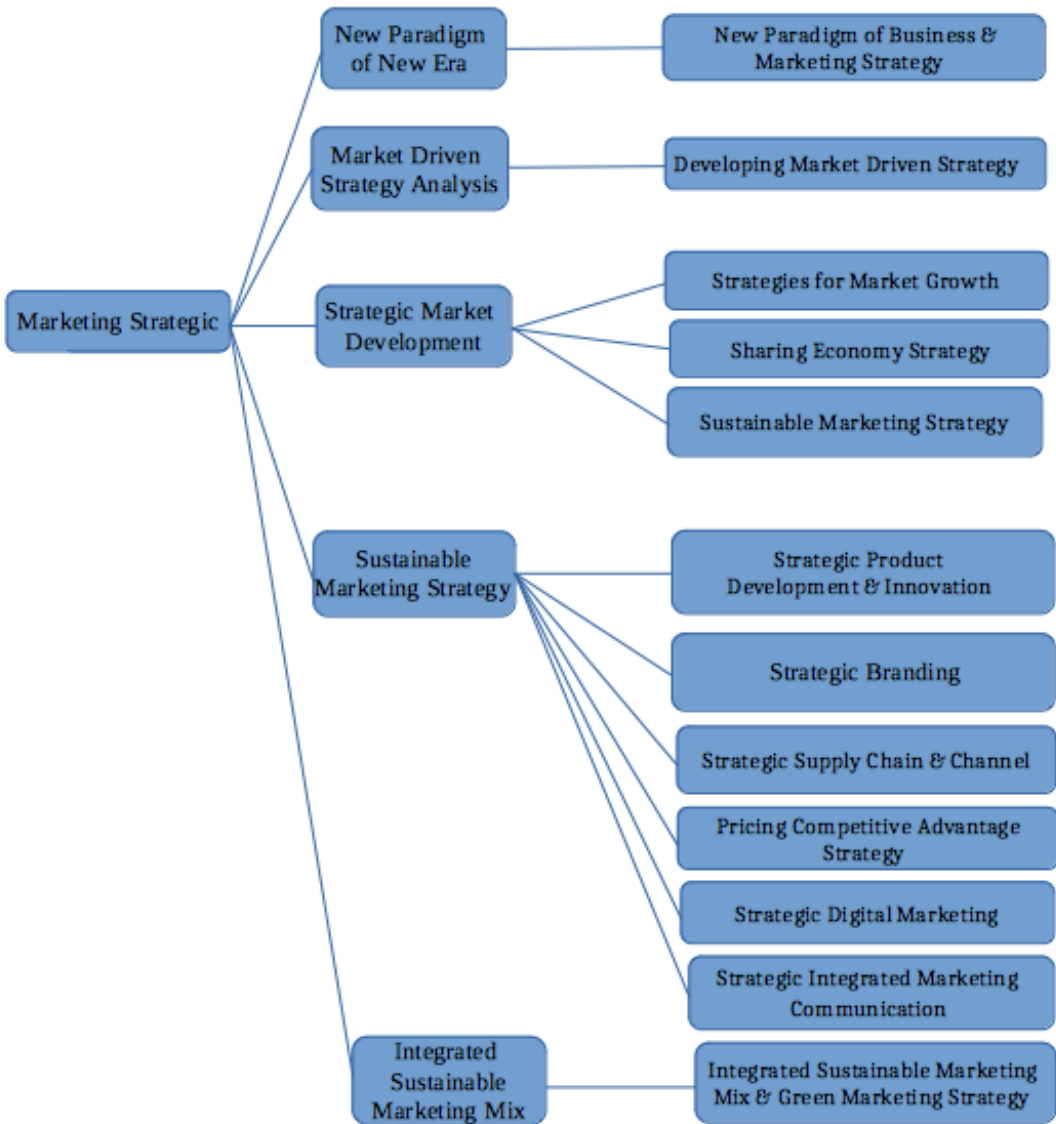 New Paradigm
of New Era
New Paradigm of Business &
Marketing Strategy
Market Driven
Strategy Analysis
Developing Market Driven Strategy
Marketing Strategic
Strategic Market
Development
Strategies for Market Growth
Sharing Economy Strategy
Sustainable Marketing Strategy
Sustainable
Marketing Strategy
Strategic Product
Development & Innovation
Strategic Branding
Strategic Supply Chain & Channel
Pricing Competitive Advantage
Strategy
Strategic Digital Marketing
Strategic Integrated Marketing
Communication
Integrated
Sustainable
Marketing Mix
Integrated Sustainable Marketing
Mix & Green Marketing Strategy